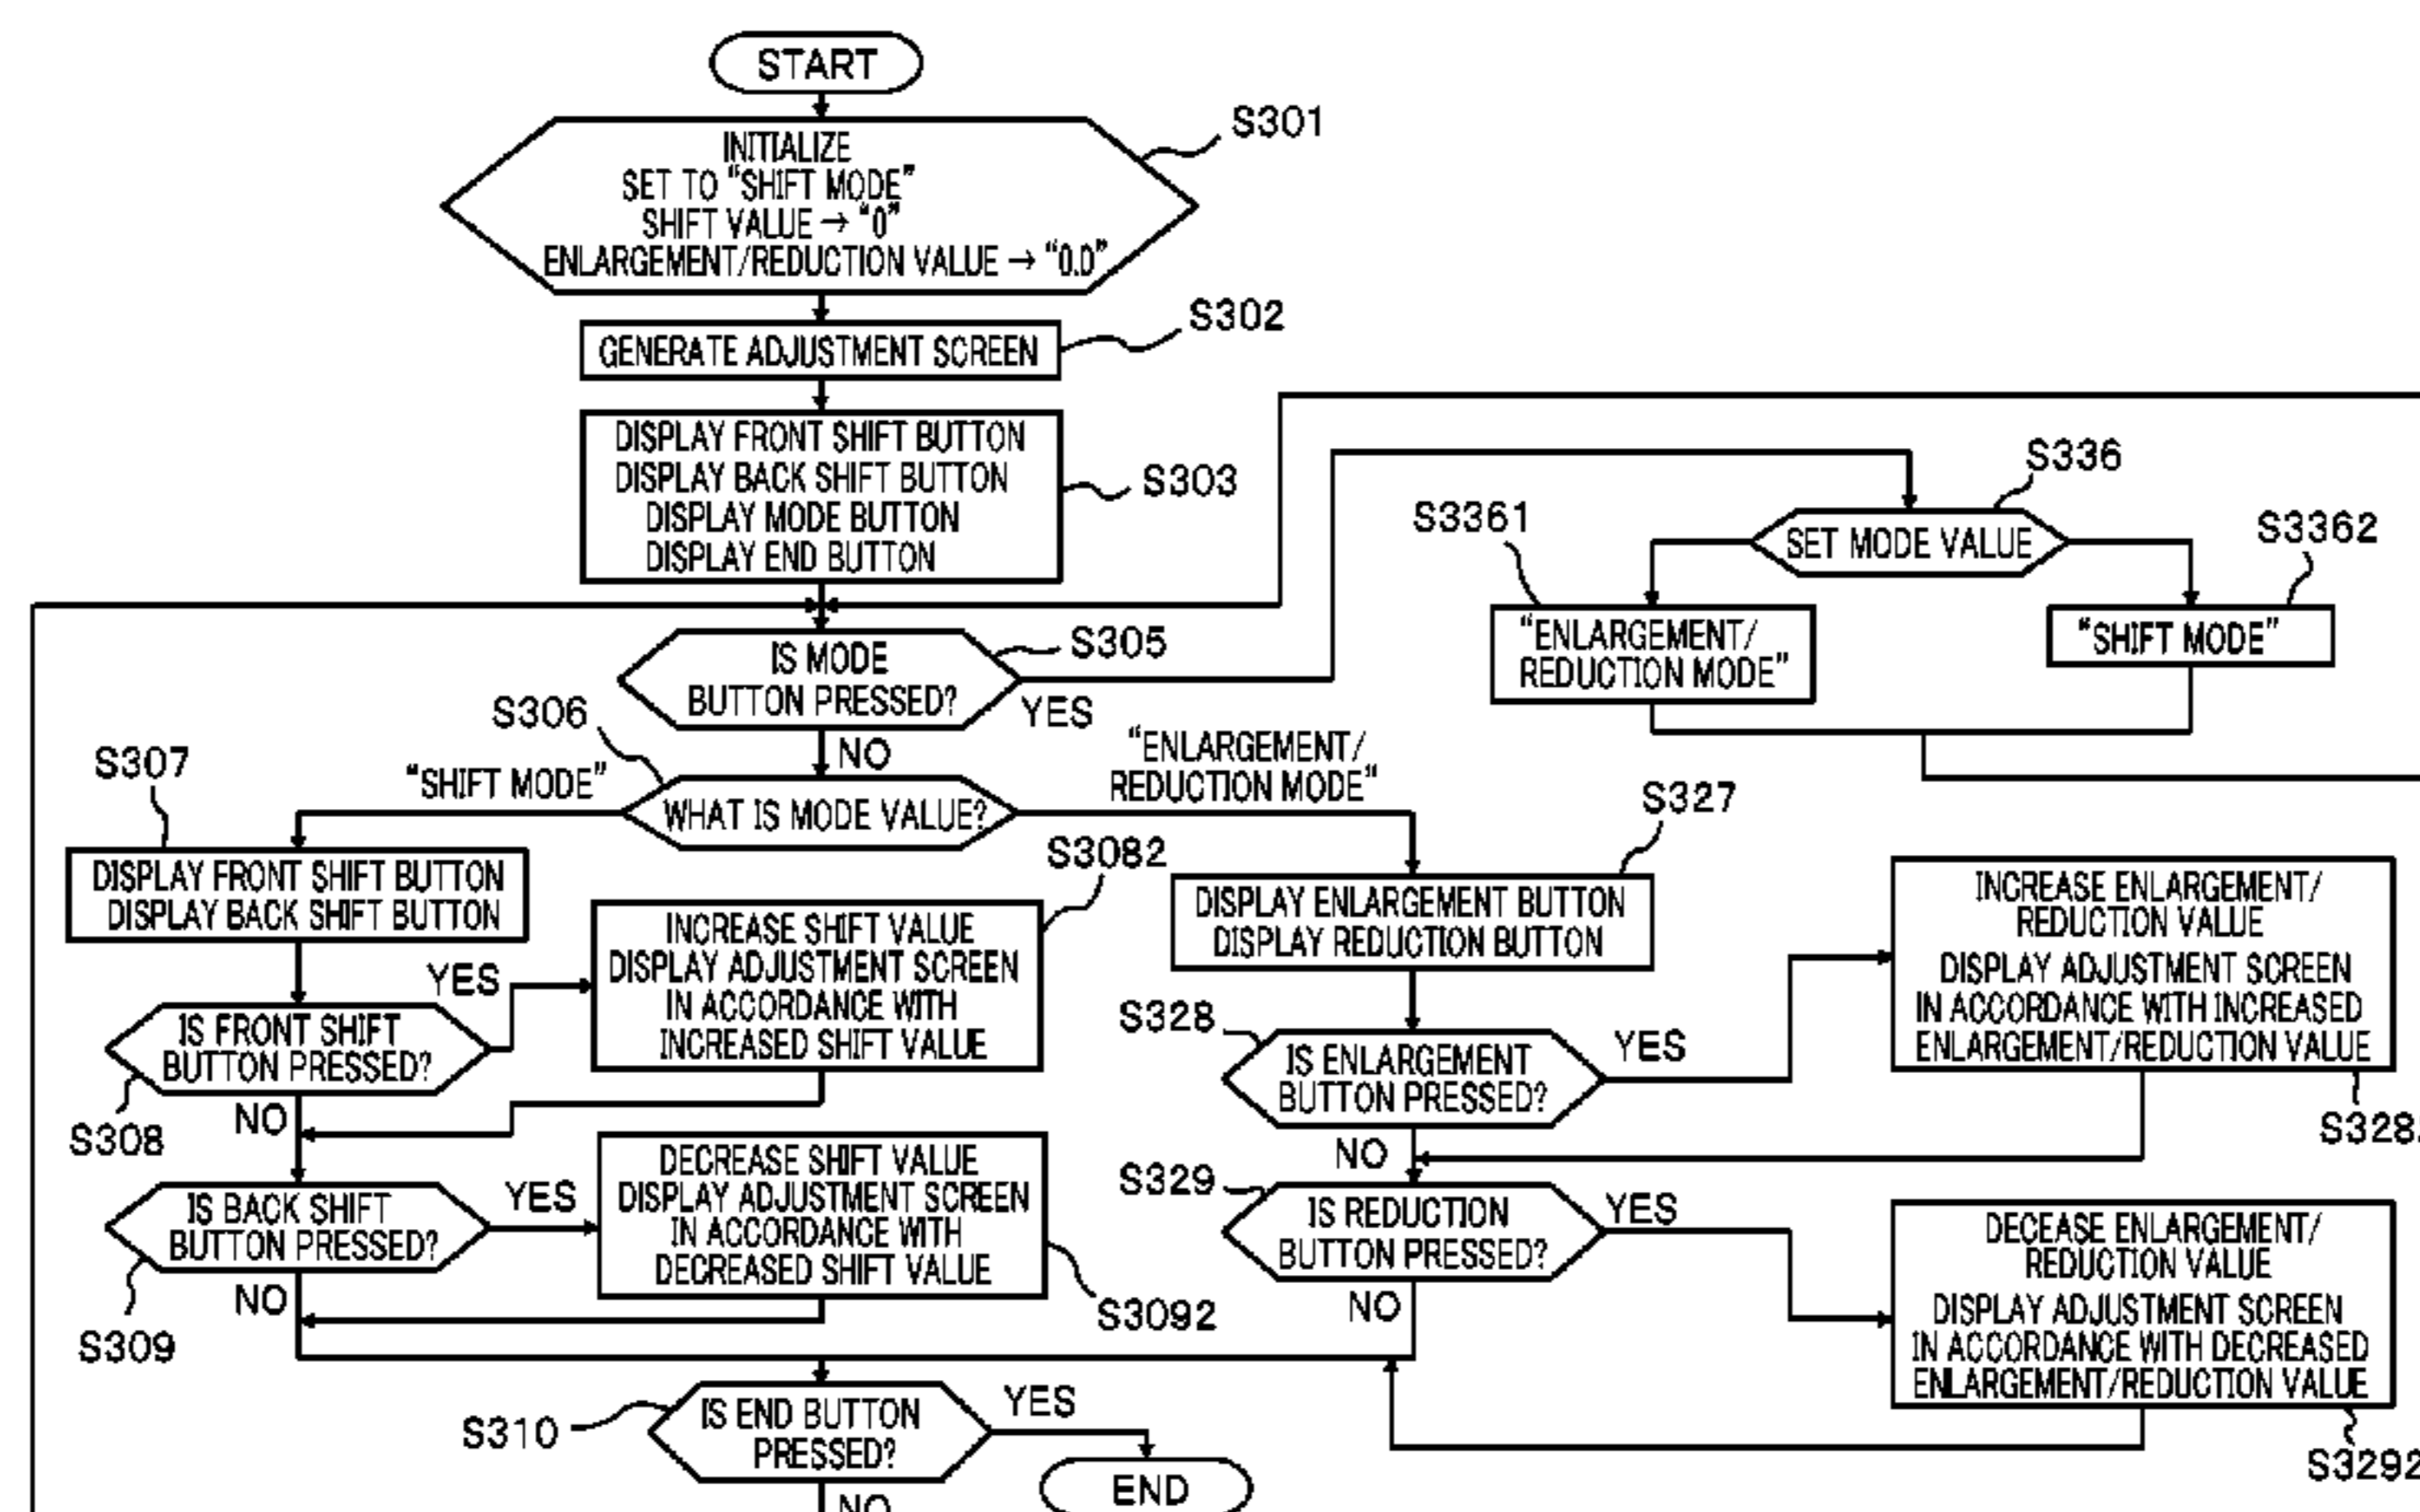 START
INITIALIZE
SET TO “SHIFT MODE”
SHIFT VALUE → “0”
ENLARGEMENT/REDUCTION VALUE → “0.0”
S301
GENERATE ADJUSTMENT SCREEN
S302
DISPLAY FRONT SHIFT BUTTON
DISPLAY BACK SHIFT BUTTON
DISPLAY MODE BUTTON
DISPLAY END BUTTON
S303
S336
SET MODE VALUE
S3361
“ENLARGEMENT/
REDUCTION MODE”
S3362
“SHIFT MODE”
IS MODE
BUTTON PRESSED?
S305
YES
NO
S306
WHAT IS MODE VALUE?
“SHIFT MODE”
“ENLARGEMENT/
REDUCTION MODE”
S307
DISPLAY FRONT SHIFT BUTTON
DISPLAY BACK SHIFT BUTTON
IS FRONT SHIFT
BUTTON PRESSED?
YES
NO
S308
S3082
INCREASE SHIFT VALUE
DISPLAY ADJUSTMENT SCREEN
IN ACCORDANCE WITH
INCREASED SHIFT VALUE
IS BACK SHIFT
BUTTON PRESSED?
YES
NO
S309
DECREASE SHIFT VALUE
DISPLAY ADJUSTMENT SCREEN
IN ACCORDANCE WITH
DECREASED SHIFT VALUE
S3092
S327
DISPLAY ENLARGEMENT BUTTON
DISPLAY REDUCTION BUTTON
S328
IS ENLARGEMENT
BUTTON PRESSED?
YES
NO
INCREASE ENLARGEMENT/
REDUCTION VALUE
DISPLAY ADJUSTMENT SCREEN
IN ACCORDANCE WITH INCREASED
ENLARGEMENT/REDUCTION VALUE
S328
S329
IS REDUCTION
BUTTON PRESSED?
YES
NO
DECEASE ENLARGEMENT/
REDUCTION VALUE
DISPLAY ADJUSTMENT SCREEN
IN ACCORDANCE WITH DECREASED
ENLARGEMENT/REDUCTION VALUE
S3292
S310
IS END BUTTON
PRESSED?
YES
NO
END